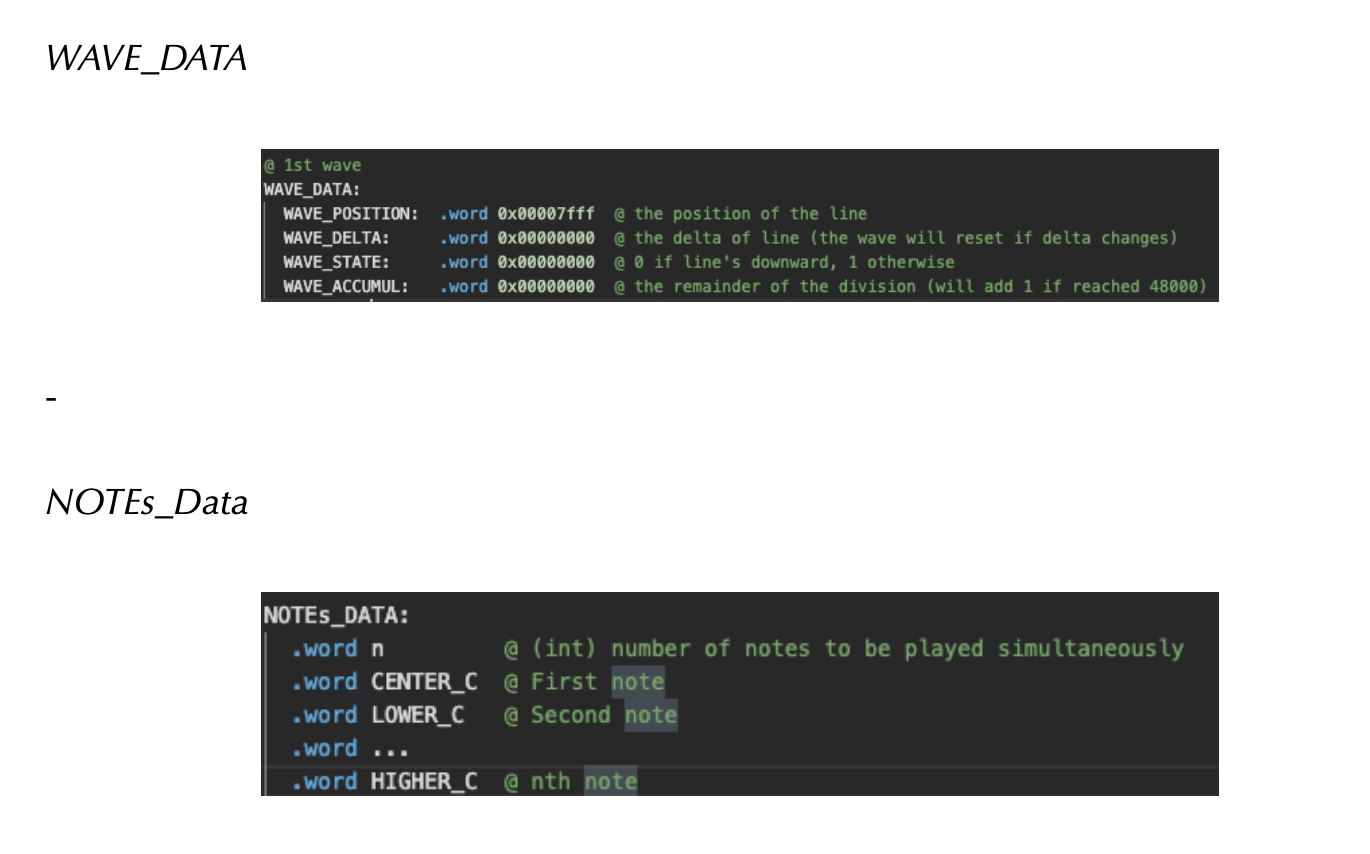 WAVE_DATA
@ 1st wave
WAVE_DATA:
WAVE_POSITION: .word 0x00007fff @ the position of the line
WAVE_DELTA: .word 0x00000000 @ the delta of line (the wave will reset if delta changes)
WAVE_STATE: .word 0x00000000 @ 0 if line's downward, 1 otherwise
WAVE_ACCUMUL: .word 0x00000000 @ the remainder of the division (will add 1 if reached 48000)
-
NOTEs_Data
NOTEs_DATA:
.word n @ (int) number of notes to be played simultaneously
.word CENTER_C @ First note
.word LOWER_C @ Second note
.word ...
.word HIGHER_C @ nth note